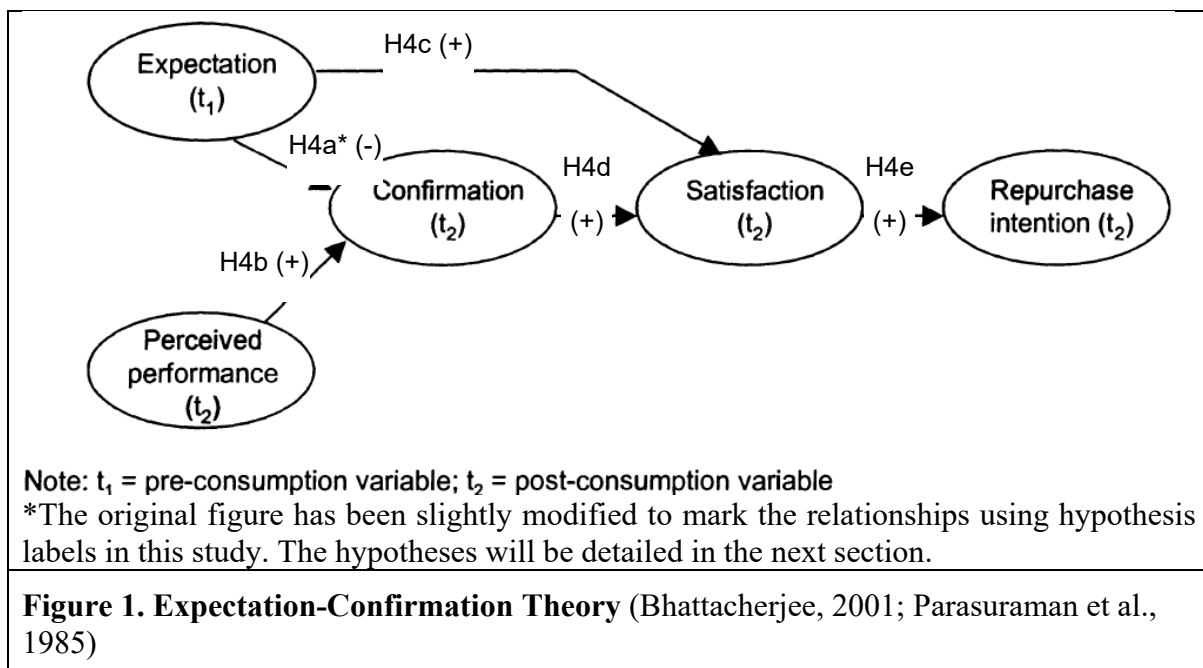 H4c (+)
Expectation
(t₁)
H4a* (-)
Confirmation
(t₂)
H4d
(+)
Satisfaction
(t₂)
H4e
(+)
Repurchase
intention (t₂)
H4b (+)
Perceived
performance
(t₂)
Note: t₁ = pre-consumption variable; t₂ = post-consumption variable
*The original figure has been slightly modified to mark the relationships using hypothesis
labels in this study. The hypotheses will be detailed in the next section.
Figure 1. Expectation-Confirmation Theory (Bhattacherjee, 2001; Parasuraman et al.,
1985)